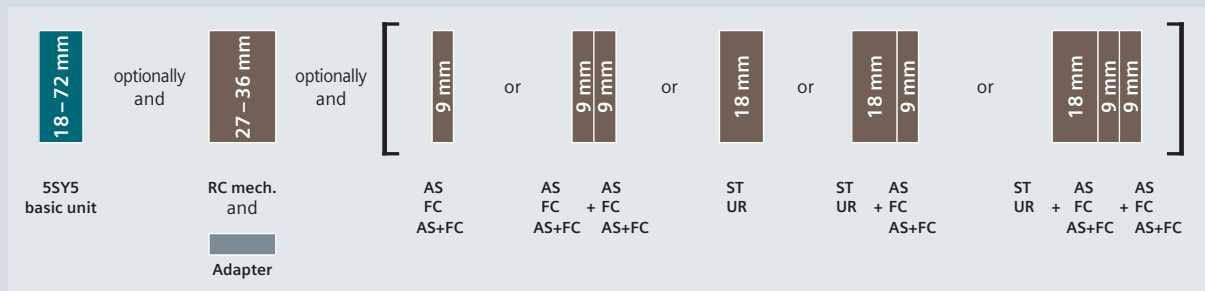 18–72 mm
optionally
and
27–36 mm
optionally
and
9 mm
or
9 mm
9 mm
or
18 mm
or
18 mm
9 mm
or
18 mm
9 mm
9 mm
5SY5
basic unit
RC mech.
and
Adapter
AS
FC
AS+FC
AS AS
FC + FC
AS+FC AS+FC
ST
UR
ST AS
UR + FC
AS+FC
ST AS AS
UR + FC + FC
AS+FC AS+FC